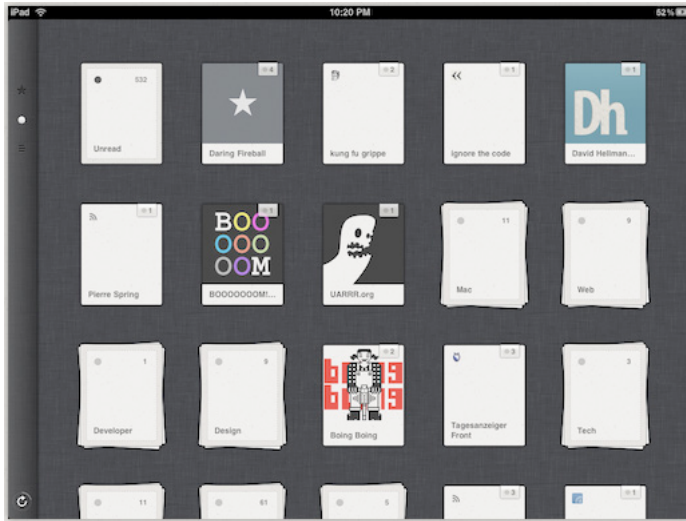 iPad 10:20 PM 52%
532
Unread
4
Daring Fireball
2
kung fu grippe
1
ignore the code
1
Dh
David Hellman...
1
Pierre Spring
1
BOO
OOO
OOM
BOOOOOOOM!...
1
UARRR.org
11
Mac
9
Web
1
Developer
9
Design
2
Boing Boing
3
Tagesanzeiger
Front
3
Tech
11
61
5
3
1